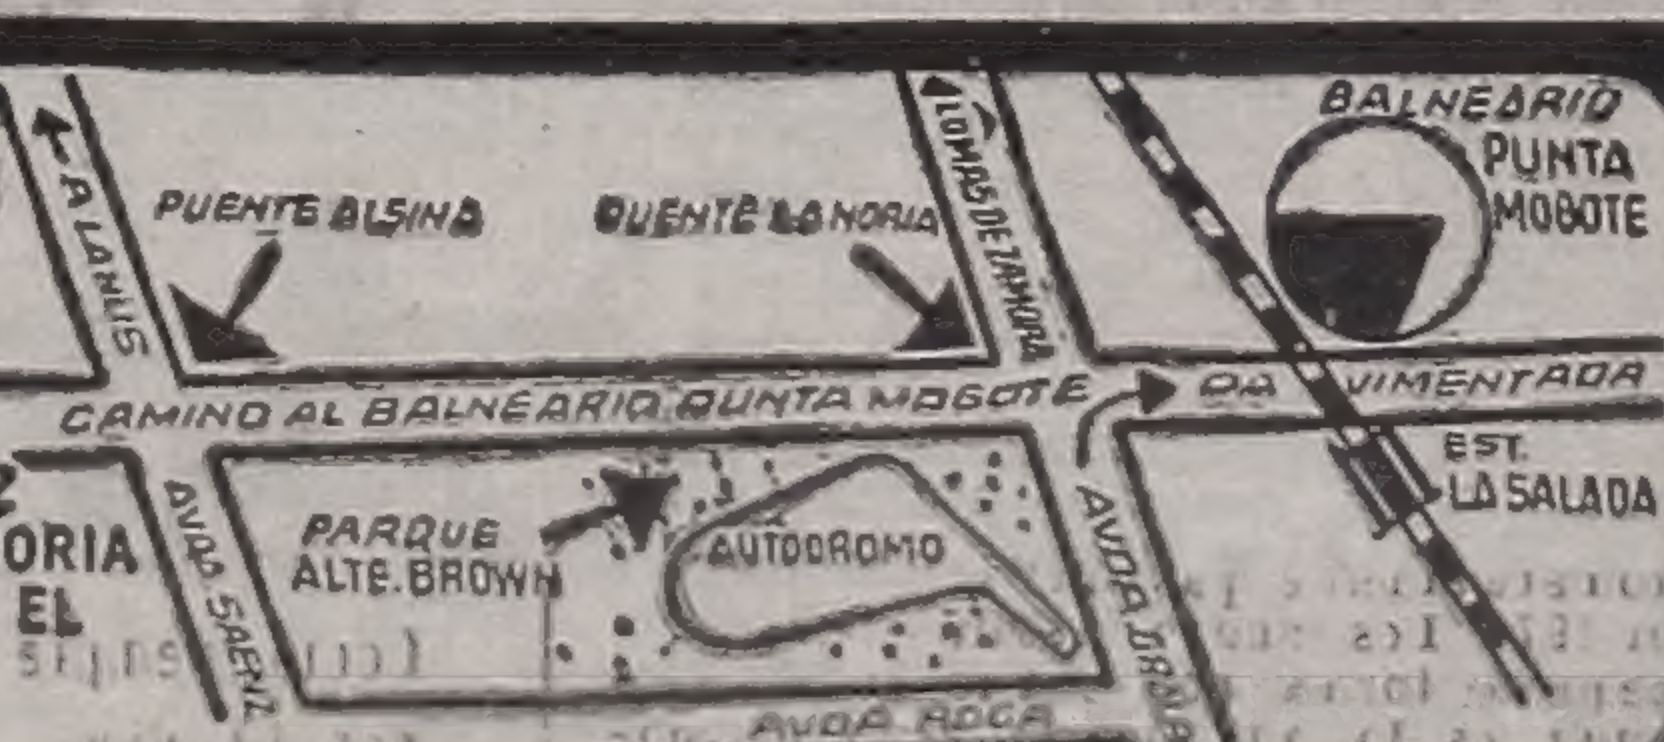 BALNEARIO
PUNTA
MOGOTE
A LANUS
PUENTE ALSINA
PUENTE LA NORIA
LOMAS DE ZAMORA
CAMINO AL BALNEARIO PUNTA MOGOTE
PAVIMENTADA
EST.
LA SALADA
ORIA
EL
AVDA. SAENZ
PARQUE
ALTE. BROWN
AUTODROMO
AVDA
AVDA ROCA